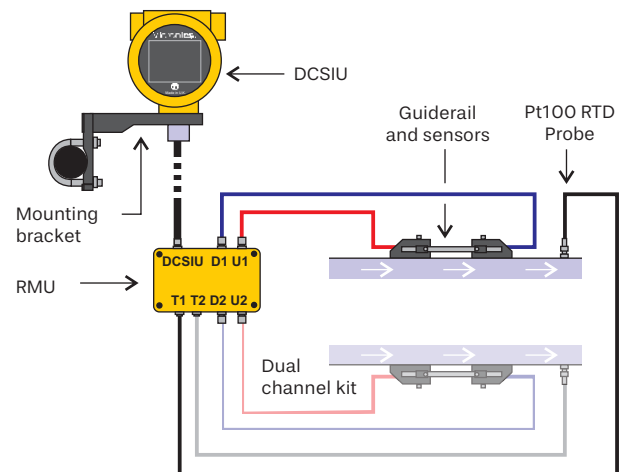 DCSIU
Guiderail
and sensors
Pt100 RTD
Probe
Mounting
bracket
RMU
DCSIU D1 U1
T1 T2 D2 U2
Dual
channel kit